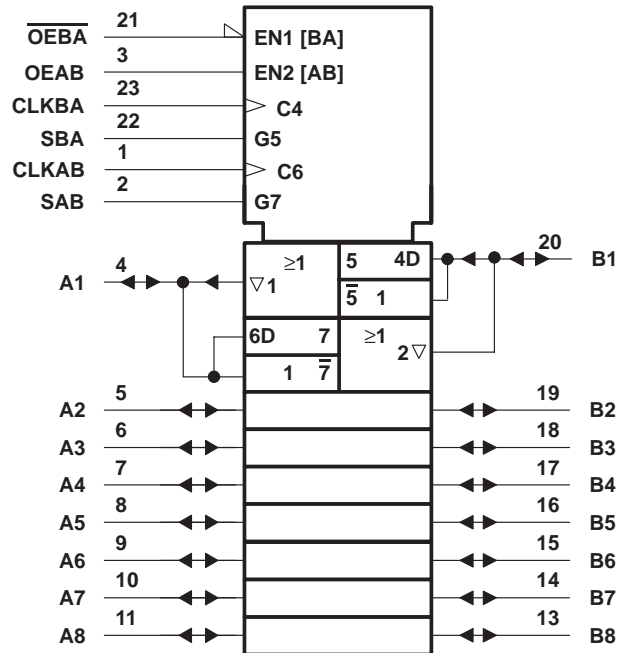 21
OEBA EN1 [BA]
3
OEAB EN2 [AB]
23
CLKBA C4
22
SBA G5
1
CLKAB C6
2
SAB G7
4 ≥1 5 4D 20
A1 ▽1 5̅ 1 B1
6D 7 ≥1
1 7̅ 2▽
5 19
A2 B2
6 18
A3 B3
7 17
A4 B4
8 16
A5 B5
9 15
A6 B6
10 14
A7 B7
11 13
A8 B8